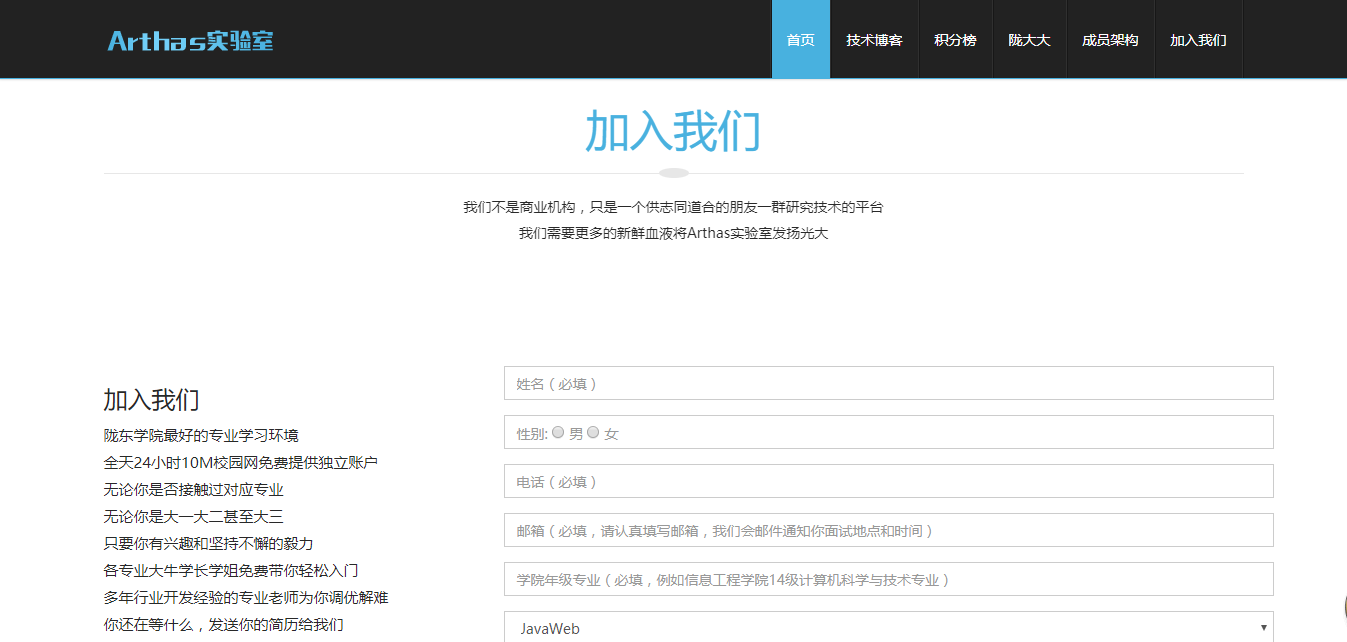 Arthas实验室
首页 技术博客 积分榜 陇大大 成员架构 加入我们
加入我们
我们不是商业机构，只是一个供志同道合的朋友一群研究技术的平台
我们需要更多的新鲜血液将Arthas实验室发扬光大
加入我们
陇东学院最好的专业学习环境
全天24小时10M校园网免费提供独立账户
无论你是否接触过对应专业
无论你是大一大二甚至大三
只要你有兴趣和坚持不懈的毅力
各专业大牛学长学姐免费带你轻松入门
多年行业开发经验的专业老师为你调优解难
你还在等什么，发送你的简历给我们
姓名（必填）
性别: 男 女
电话（必填）
邮箱（必填，请认真填写邮箱，我们会邮件通知你面试地点和时间）
学院年级专业（必填，例如信息工程学院14级计算机科学与技术专业）
JavaWeb